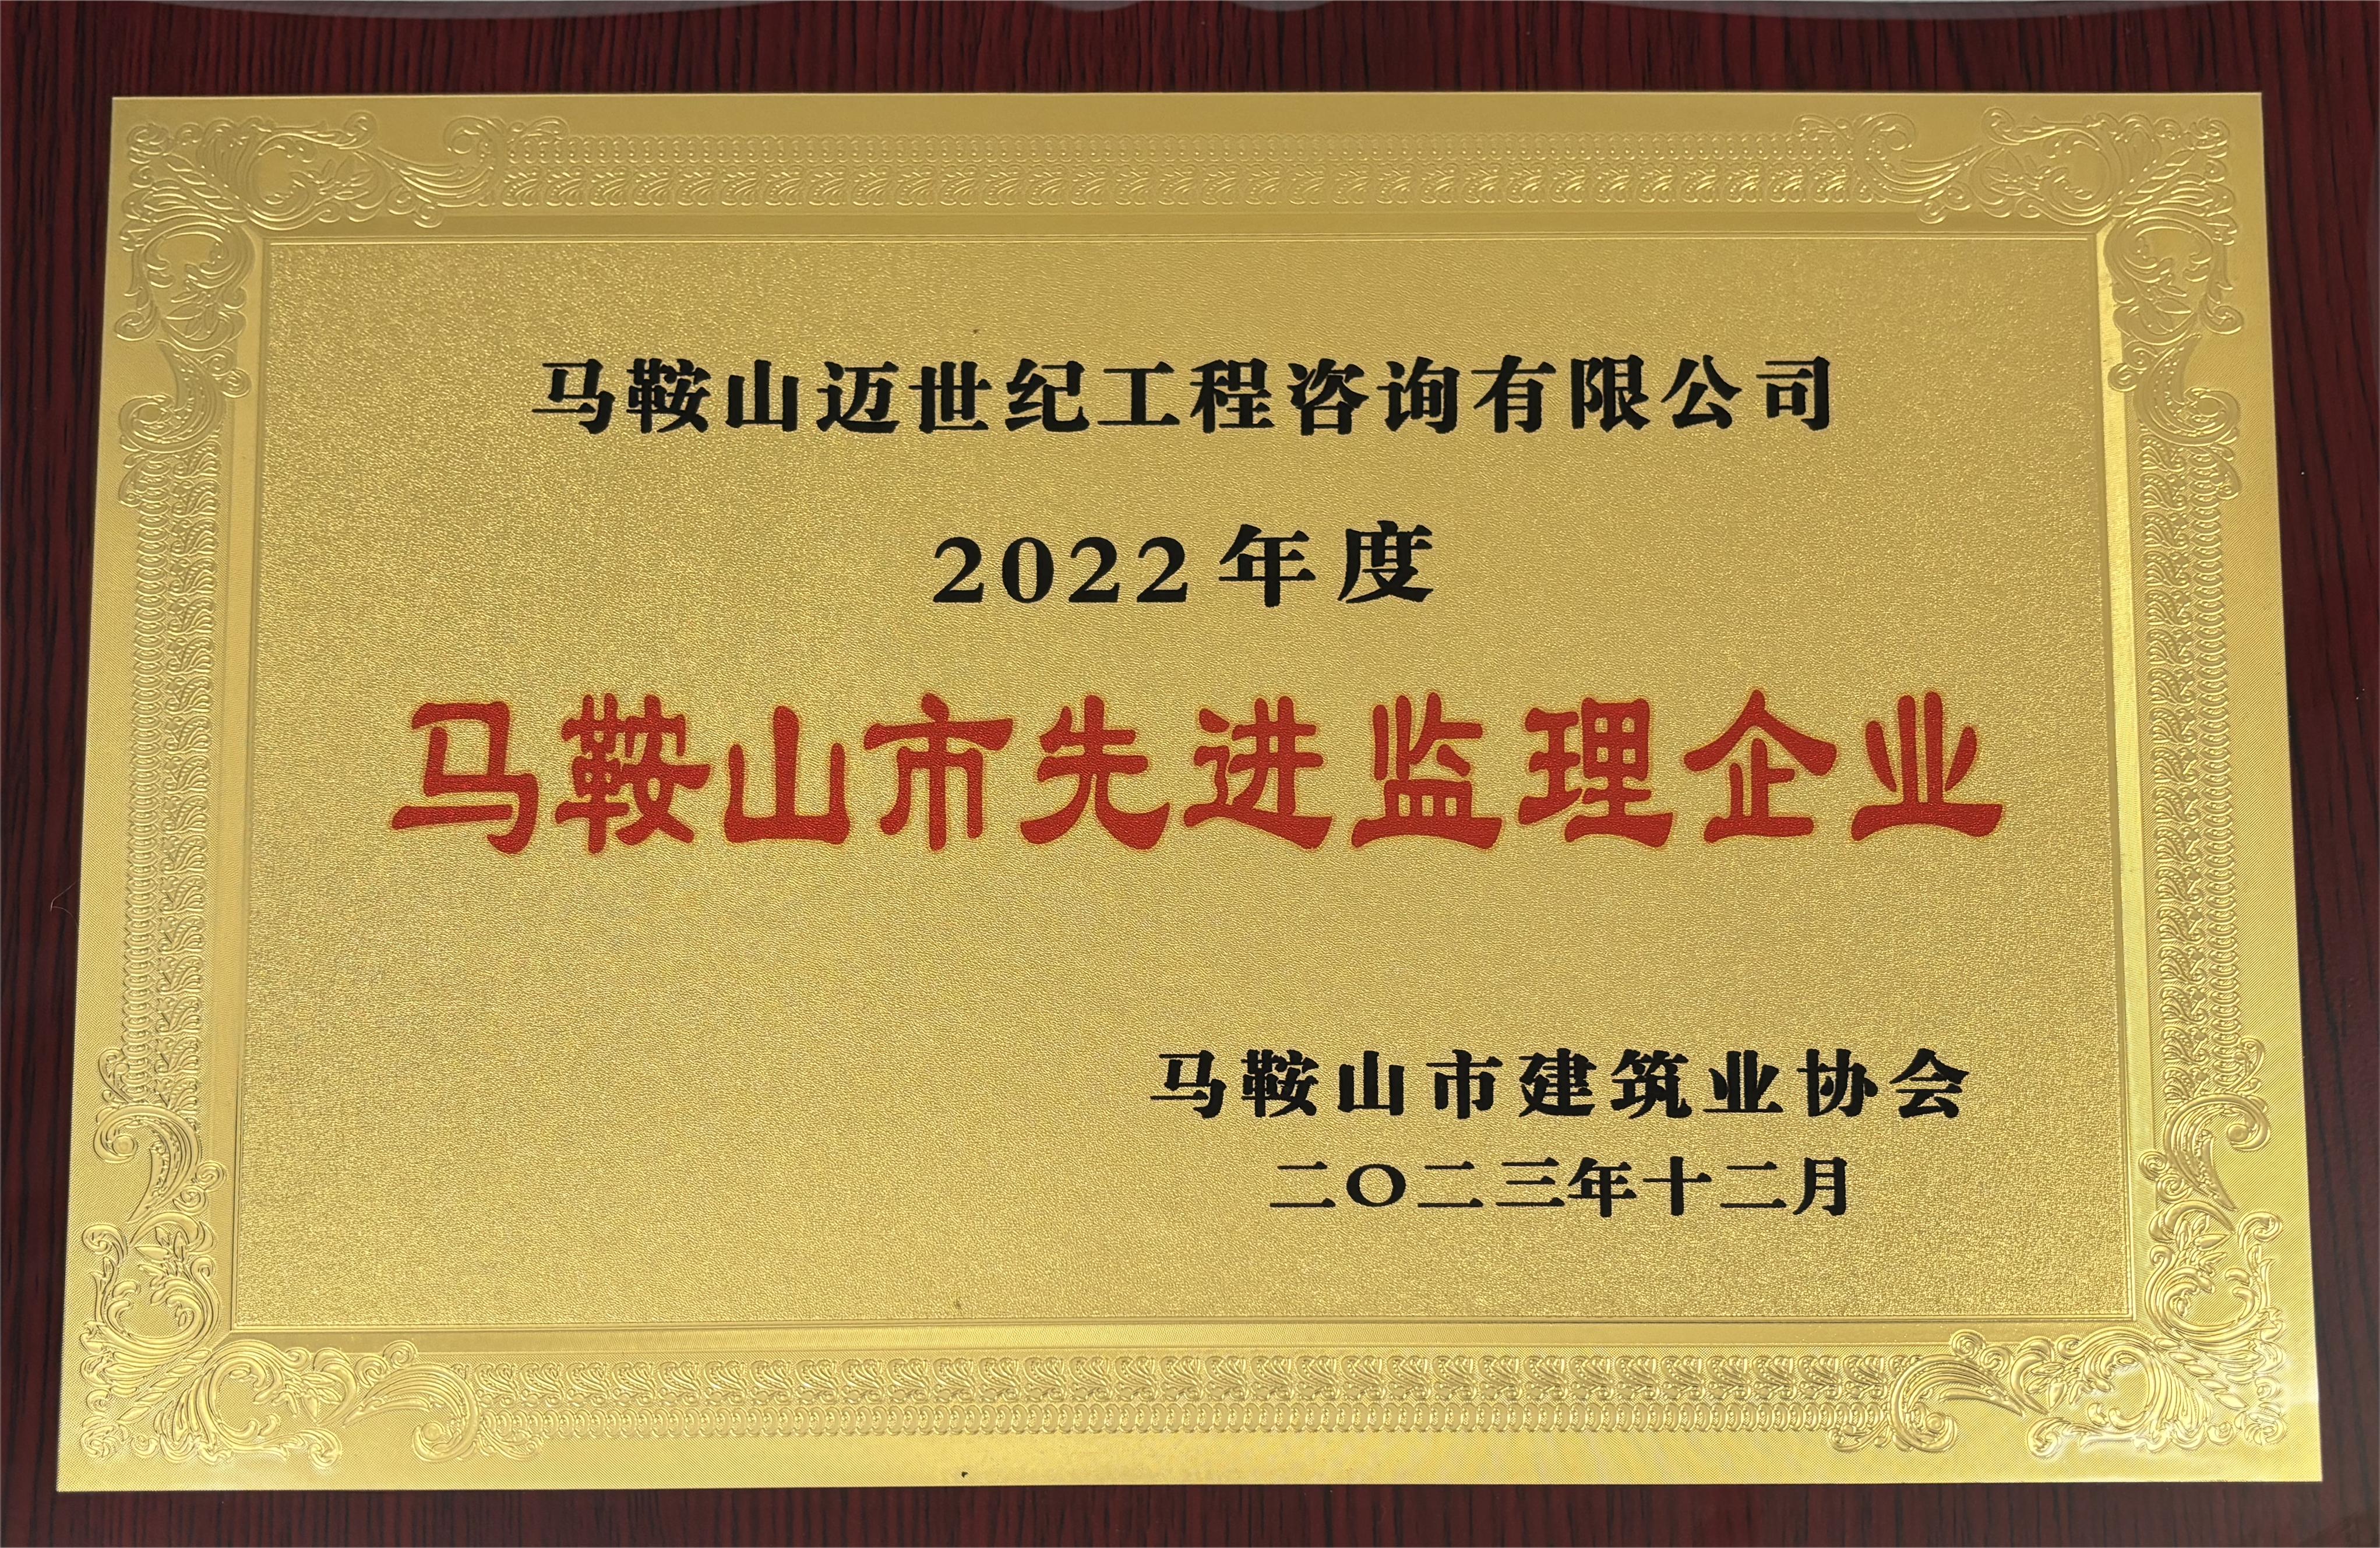 马鞍山迈世纪工程咨询有限公司
2022年度
马鞍山市先进监理企业
马鞍山市建筑业协会
二〇二三年十二月